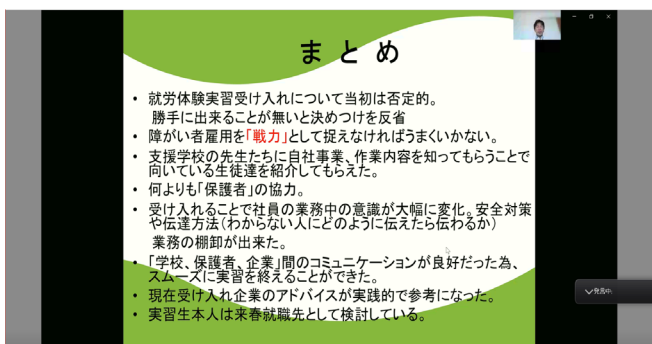 まとめ
・ 就労体験実習受け入れについて当初は否定的。
勝手に出来ることが無いと決めつけを反省
・ 障がい者雇用を「戦力」として捉えなければうまくいかない。
・ 支援学校の先生たちに自社事業、作業内容を知ってもらうことで
向いている生徒達を紹介してもらえた。
・ 何よりも「保護者」の協力。
・ 受け入れることで社員の業務中の意識が大幅に変化。安全対策
や伝達方法(わからない人にどのように伝えたら伝わるか)
業務の棚卸が出来た。
・ 「学校、保護者、企業」間のコミュニケーションが良好だった為、
スムーズに実習を終えることができた。
・ 現在受け入れ企業のアドバイスが実践的で参考になった。
・ 実習生本人は来春就職先として検討している。
発言中: